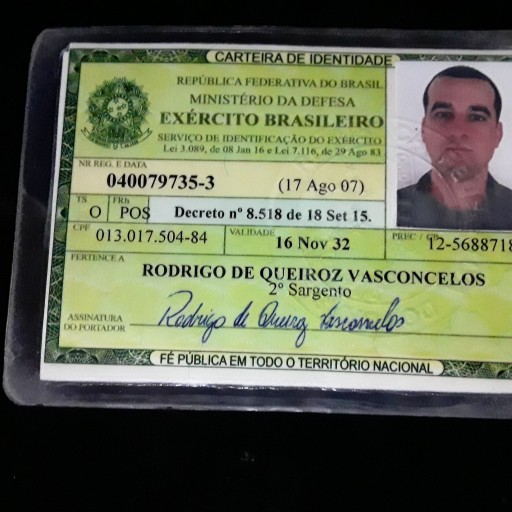 CARTEIRA DE IDENTIDADE
REPÚBLICA FEDERATIVA DO BRASIL
MINISTÉRIO DA DEFESA
EXÉRCITO BRASILEIRO
SERVIÇO DE IDENTIFICAÇÃO DO EXÉRCITO
Lei 3.089, de 08 Jan 16 e Lei 7.116, de 29 Ago 83
NR REG. E DATA
040079735-3 (17 Ago 07)
TS FRh
O POS Decreto nº 8.518 de 18 Set 15.
CPF VALIDADE PREC /
013.017.504-84 16 Nov 32 12-5688718
PERTENCE A
RODRIGO DE QUEIROZ VASCONCELOS
2º Sargento
ASSINATURA
DO PORTADOR
Rodrigo de Queiroz Vasconcelos
FÉ PÚBLICA EM TODO O TERRITÓRIO NACIONAL